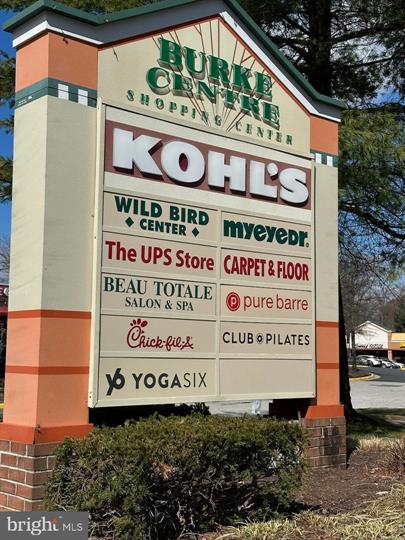 BURKE
CENTRE
SHOPPING CENTER
KOHL'S
WILD BIRD
CENTER
myeyedr.
The UPS Store
CARPET & FLOOR
BEAU TOTALE
SALON & SPA
pure barre
Chick-fil-A
CLUB PILATES
Y6 YOGASIX
bright MLS